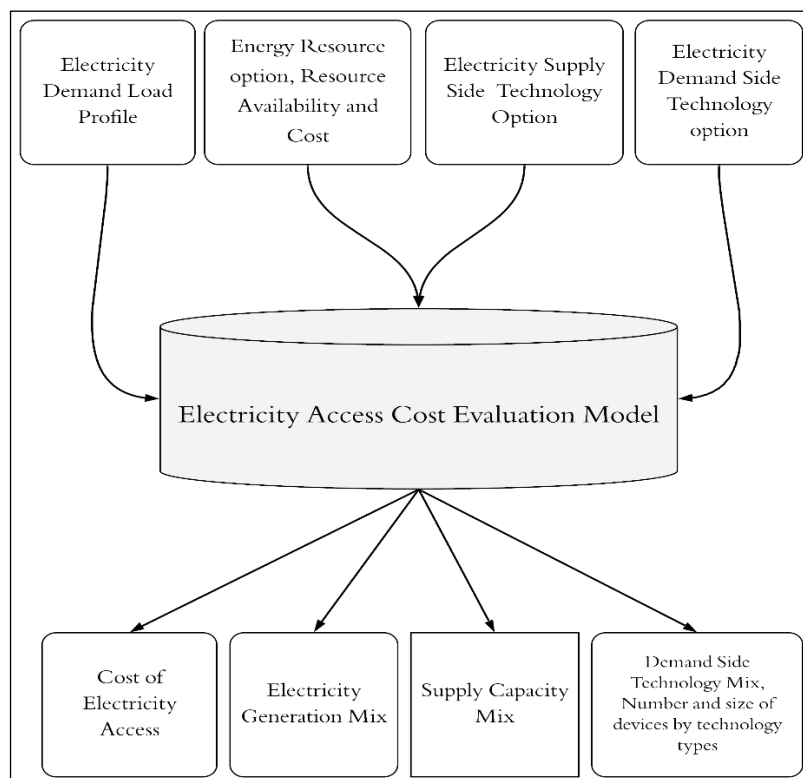 Electricity
Demand Load
Profile
Energy Resource
option, Resource
Availability and
Cost
Electricity Supply
Side Technology
Option
Electricity
Demand Side
Technology
option
Electricity Access Cost Evaluation Model
Cost of
Electricity
Access
Electricity
Generation Mix
Supply Capacity
Mix
Demand Side
Technology Mix,
Number and size of
devices by technology
types